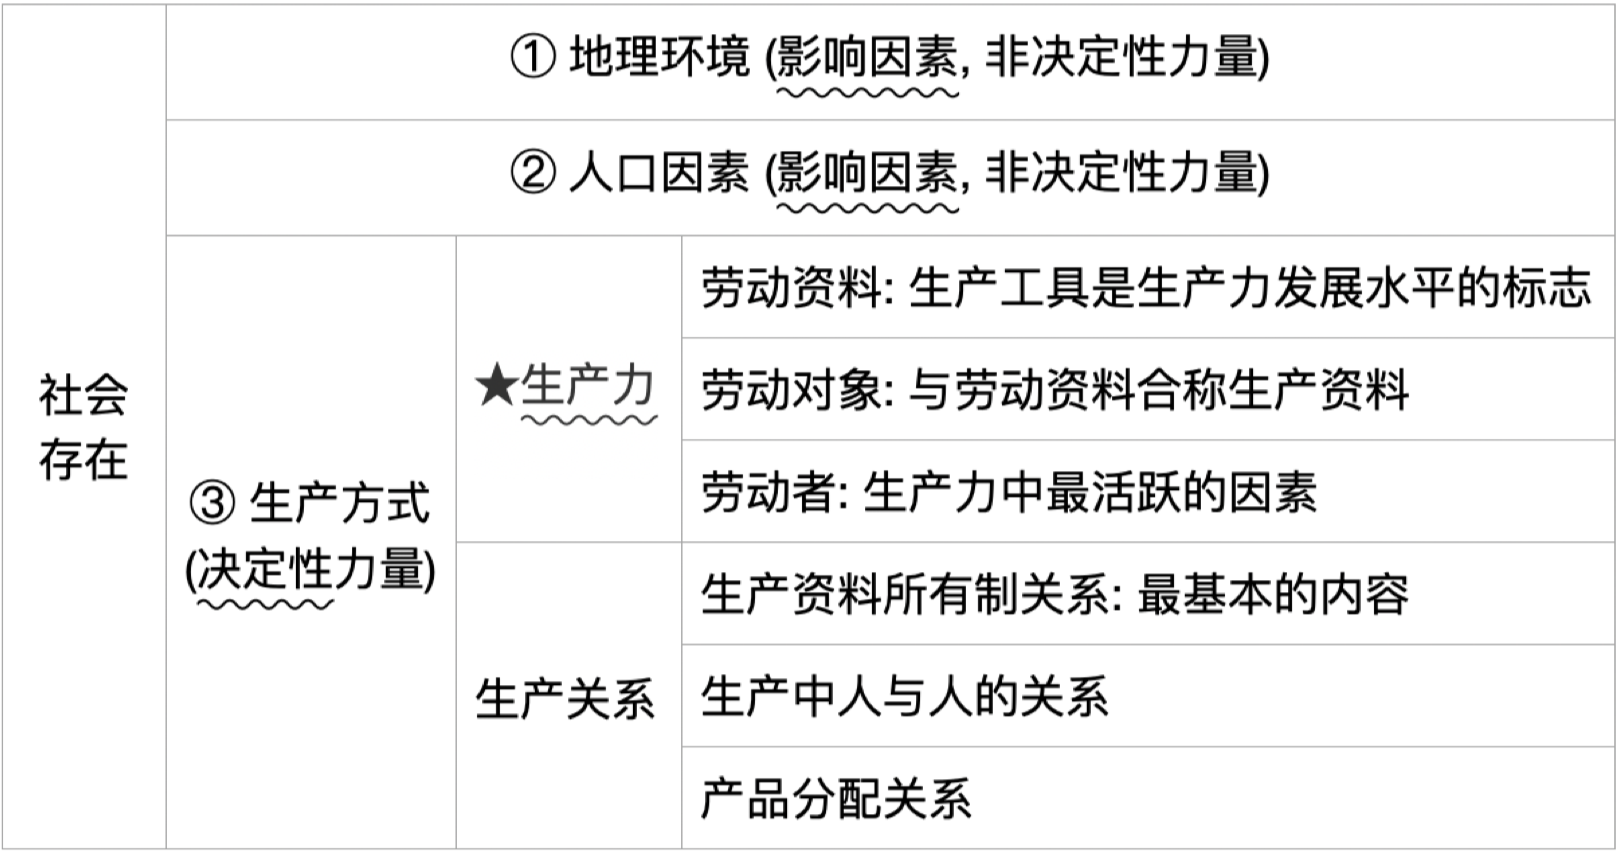 ① 地理环境 (影响因素, 非决定性力量)
② 人口因素 (影响因素, 非决定性力量)
社会
存在
③ 生产方式
(决定性力量)
★生产力
劳动资料: 生产工具是生产力发展水平的标志
劳动对象: 与劳动资料合称生产资料
劳动者: 生产力中最活跃的因素
生产关系
生产资料所有制关系: 最基本的内容
生产中人与人的关系
产品分配关系